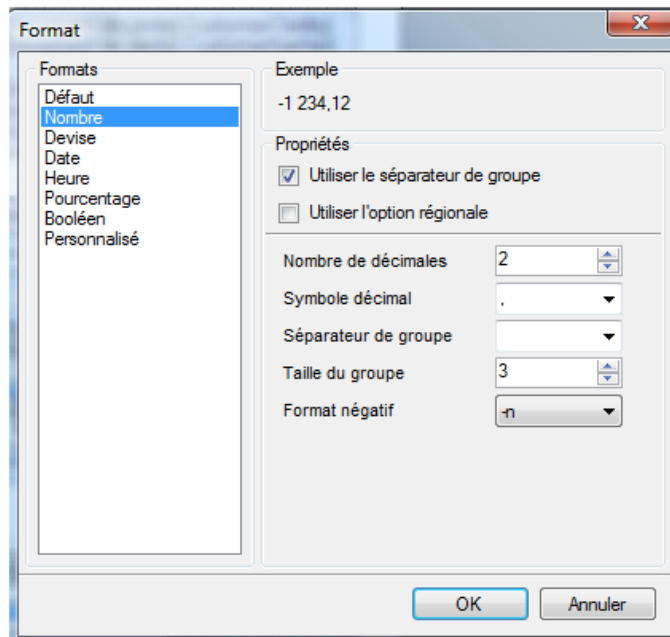 Format
Formats
Défaut
Nombre
Devise
Date
Heure
Pourcentage
Booléen
Personnalisé
Exemple
-1 234,12
Propriétés
Utiliser le séparateur de groupe
Utiliser l'option régionale
Nombre de décimales
2
Symbole décimal
,
Séparateur de groupe
Taille du groupe
3
Format négatif
-n
OK
Annuler